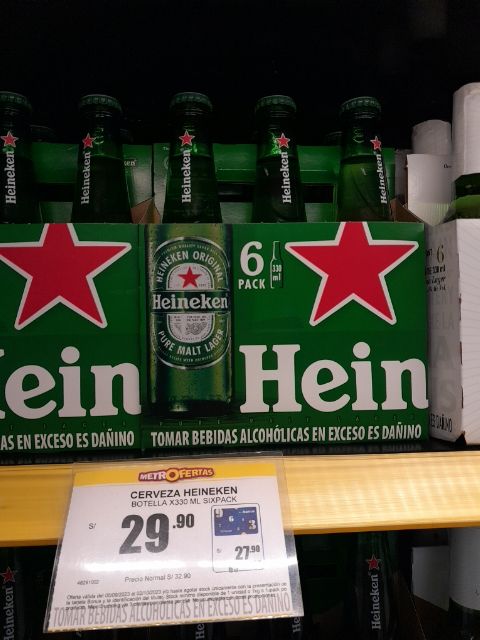 Heineken
Heineken
Heineken
Heineken
Heineken
HEINEKEN ORIGINAL
Heineken
PURE MALT LAGER
6
PACK
330
ml
ein
Hein
AS EN EXCESO ES DAÑINO
TOMAR BEBIDAS ALCOHÓLICAS EN EXCESO ES DAÑINO
METROFERTAS
CERVEZA HEINEKEN
BOTELLA X330 ML SIXPACK
S/ 29.90
S/ 27.90
Precio Normal S/ 32.90
TOMAR BEBIDAS ALCOHÓLICAS EN EXCESO ES DAÑINO